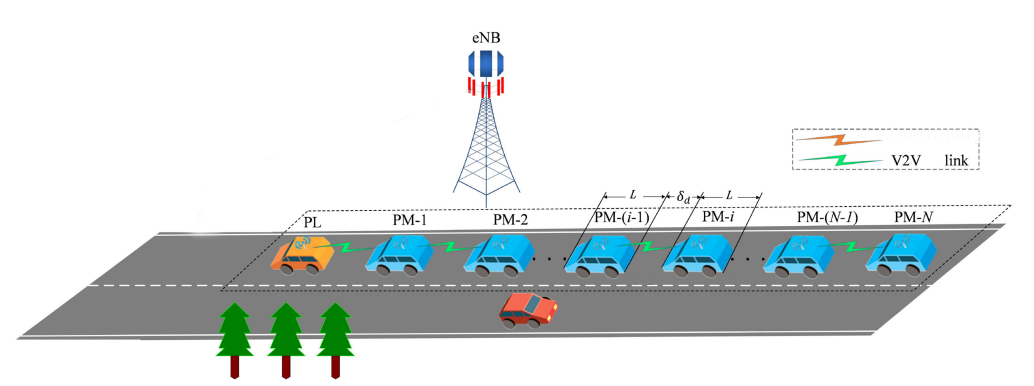 eNB
V2V link
L δd L
PL PM-1 PM-2 PM-(i-1) PM-i PM-(N-1) PM-N